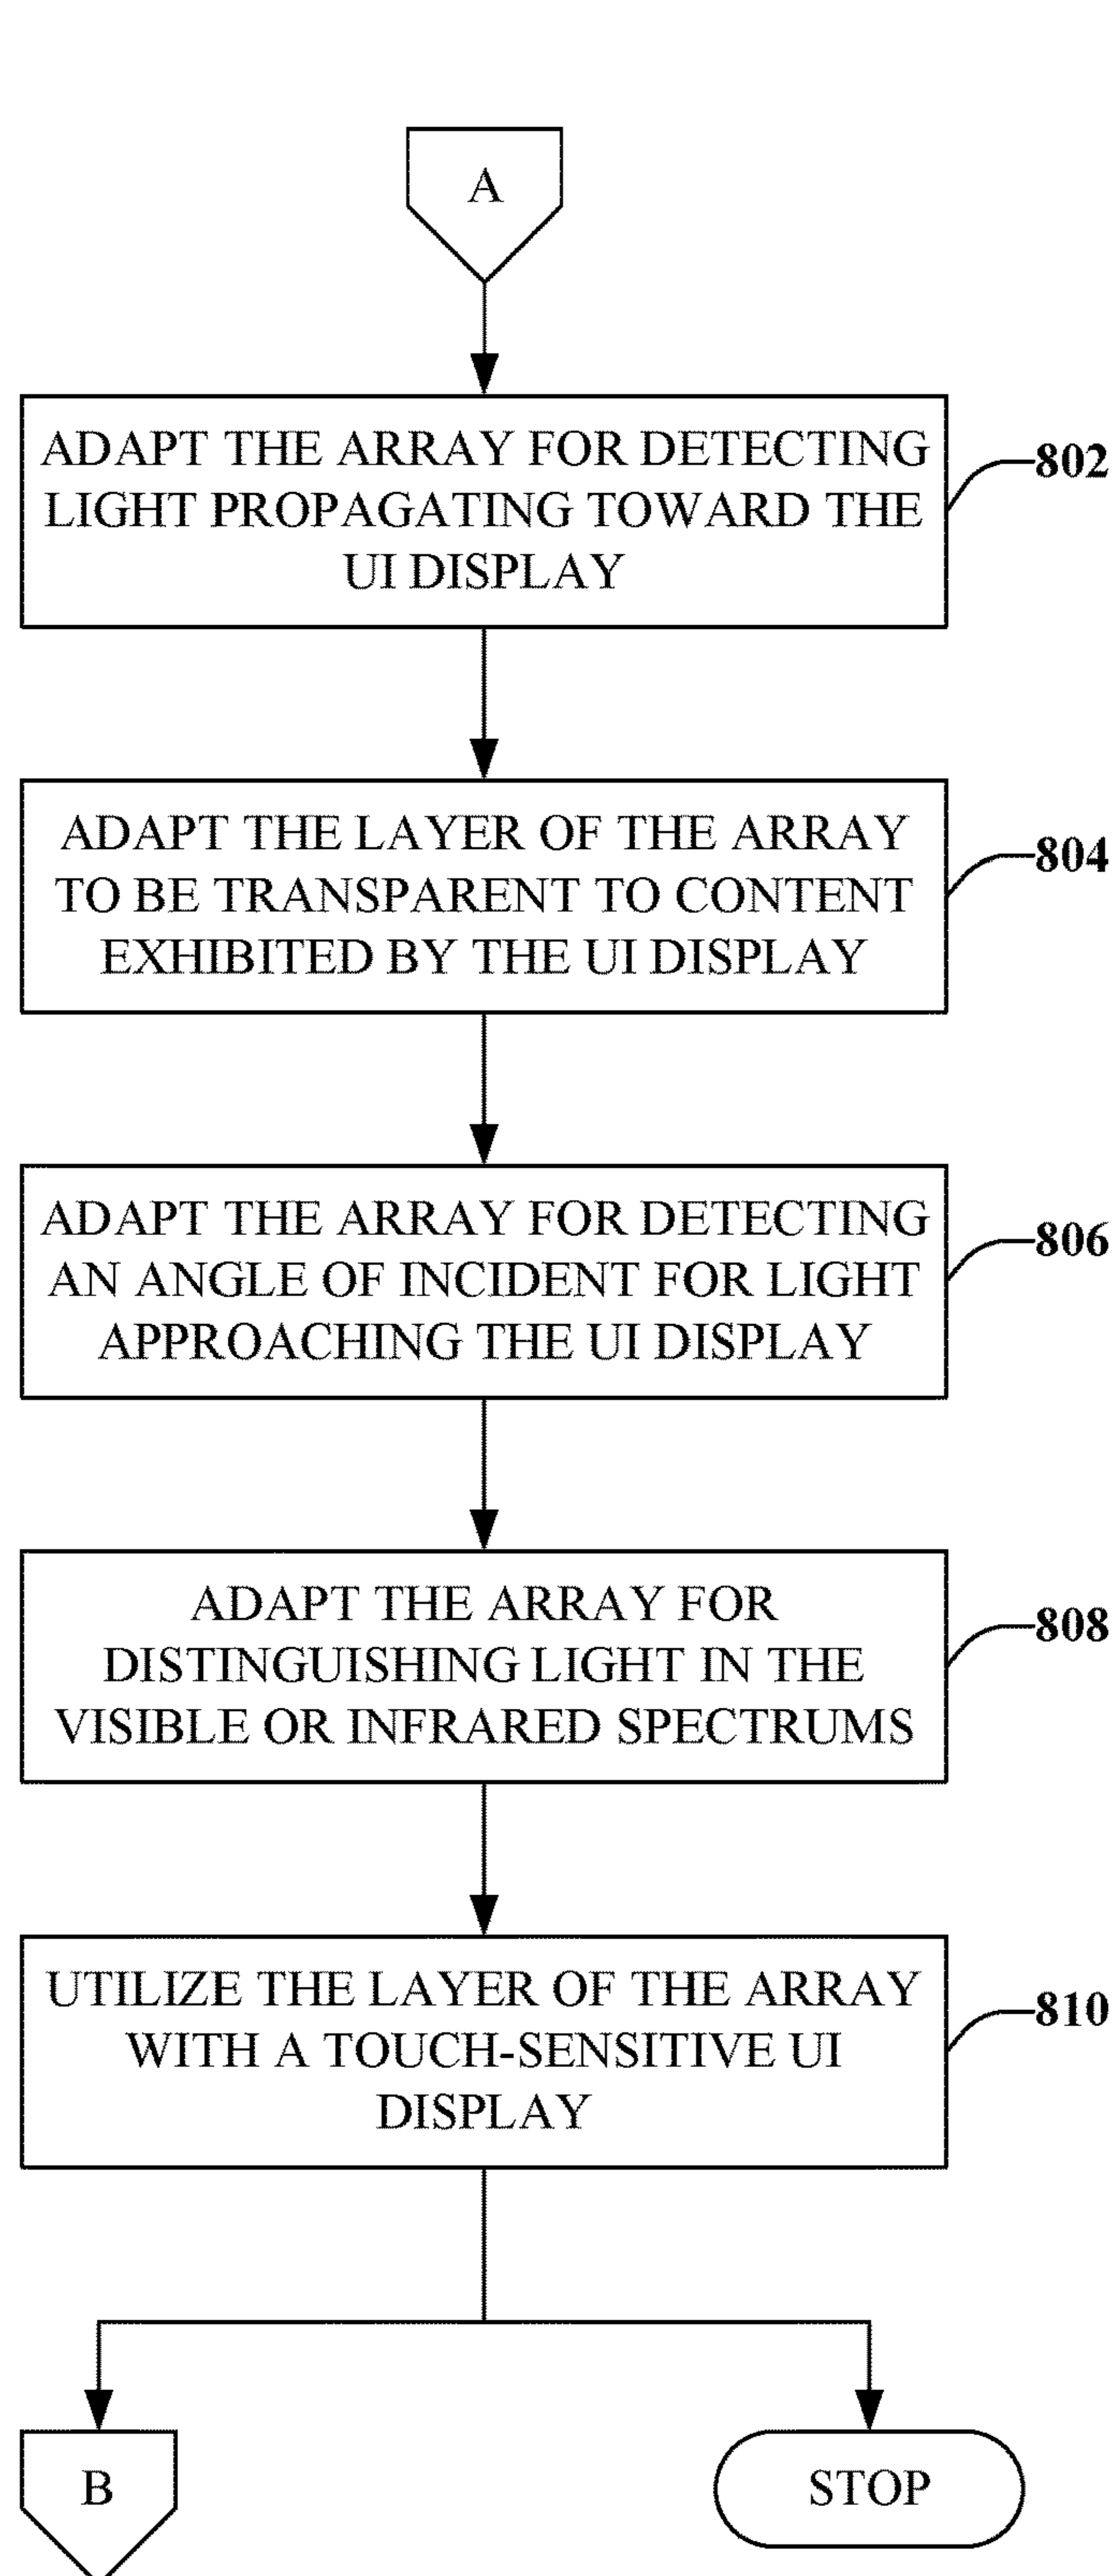 A
ADAPT THE ARRAY FOR DETECTING
LIGHT PROPAGATING TOWARD THE
UI DISPLAY
802
ADAPT THE LAYER OF THE ARRAY
TO BE TRANSPARENT TO CONTENT
EXHIBITED BY THE UI DISPLAY
804
ADAPT THE ARRAY FOR DETECTING
AN ANGLE OF INCIDENT FOR LIGHT
APPROACHING THE UI DISPLAY
806
ADAPT THE ARRAY FOR
DISTINGUISHING LIGHT IN THE
VISIBLE OR INFRARED SPECTRUMS
808
UTILIZE THE LAYER OF THE ARRAY
WITH A TOUCH-SENSITIVE UI
DISPLAY
810
B
STOP